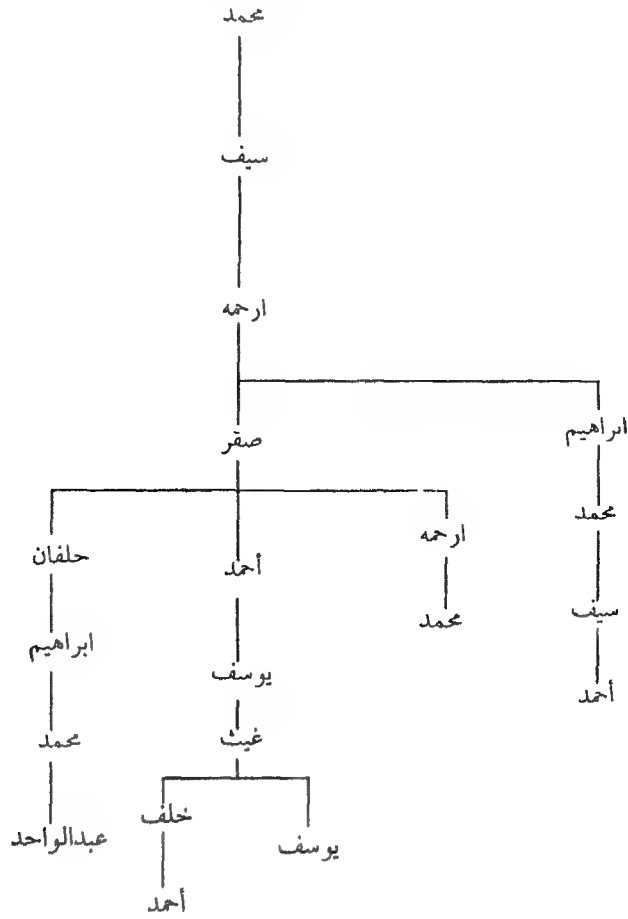 محمد
سيف
ارحمه
ابراهيم
صقر
محمد
ارحمه
أحمد
حلفان
سيف
محمد
ابراهيم
يوسف
أحمد
غيث
محمد
خلف
يوسف
عبدالواحد
أحمد